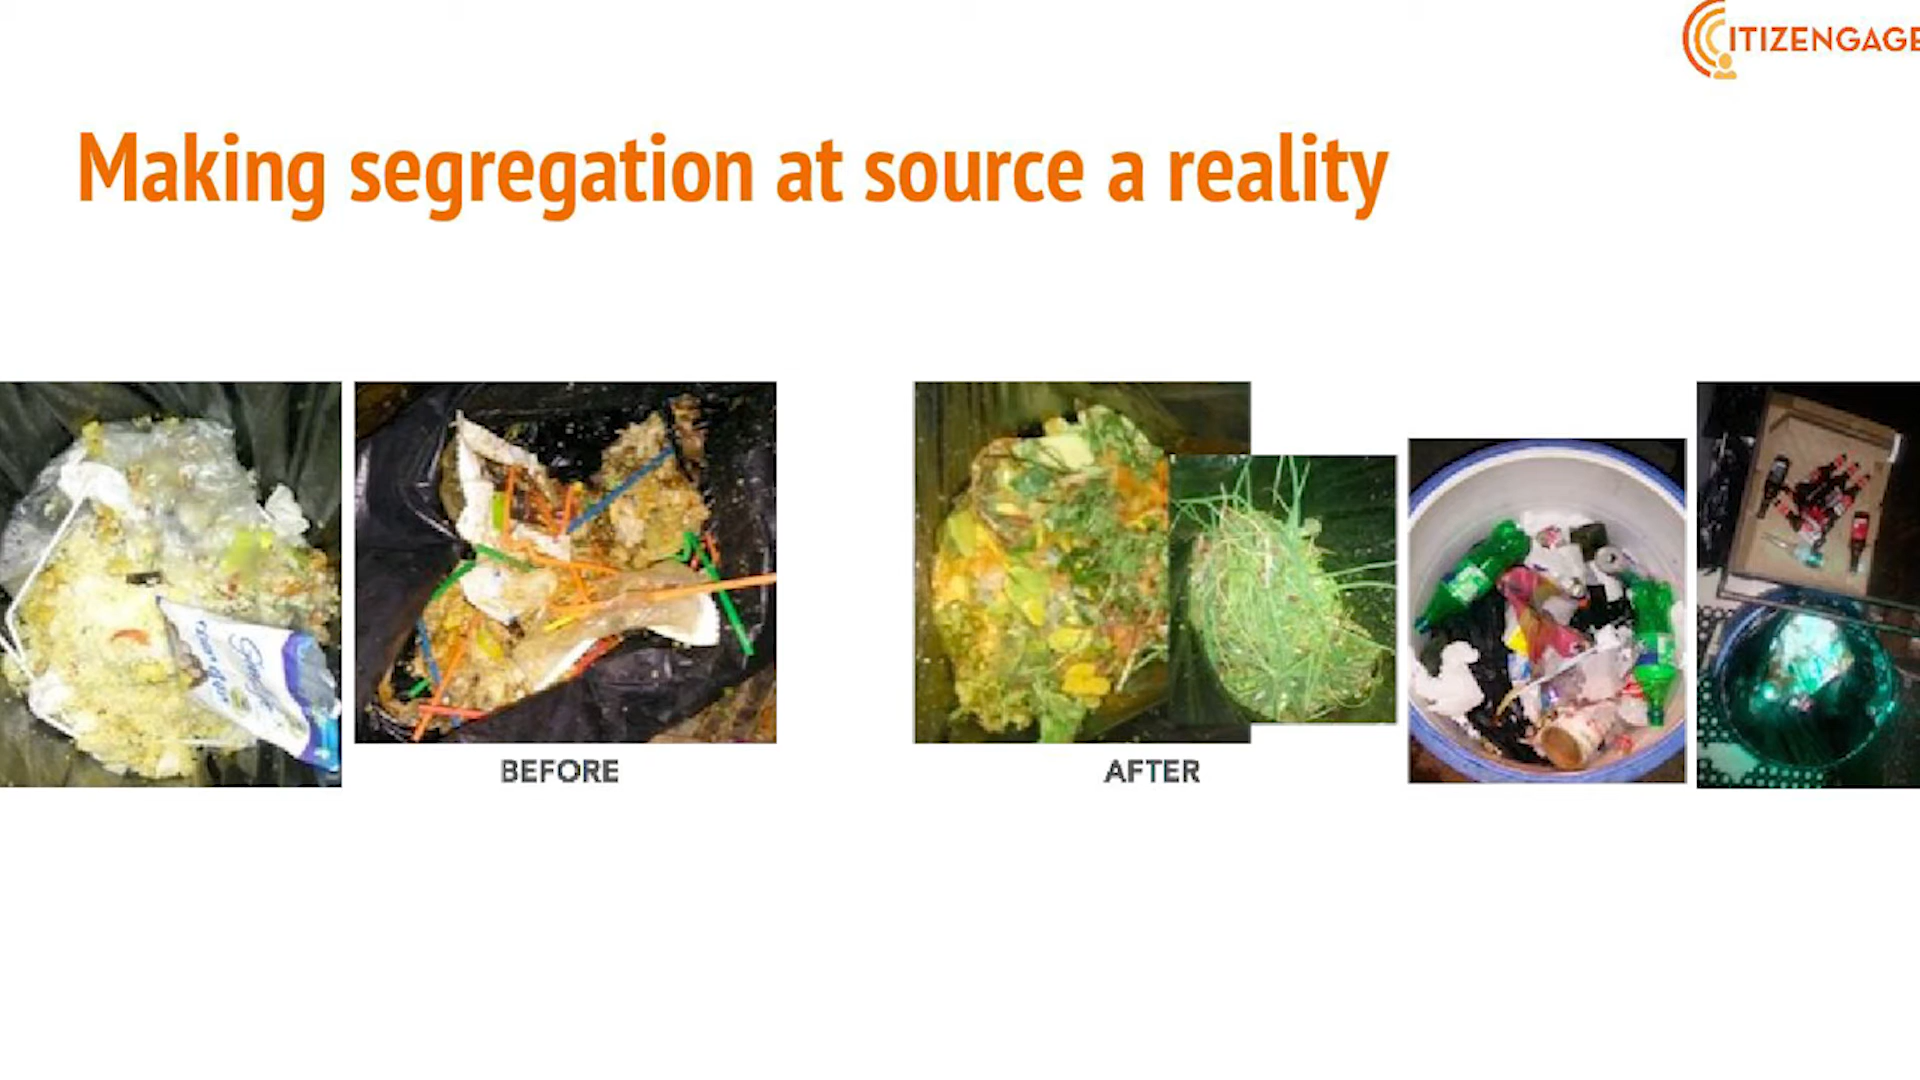 CITIZENGAGE
Making segregation at source a reality
BEFORE
AFTER